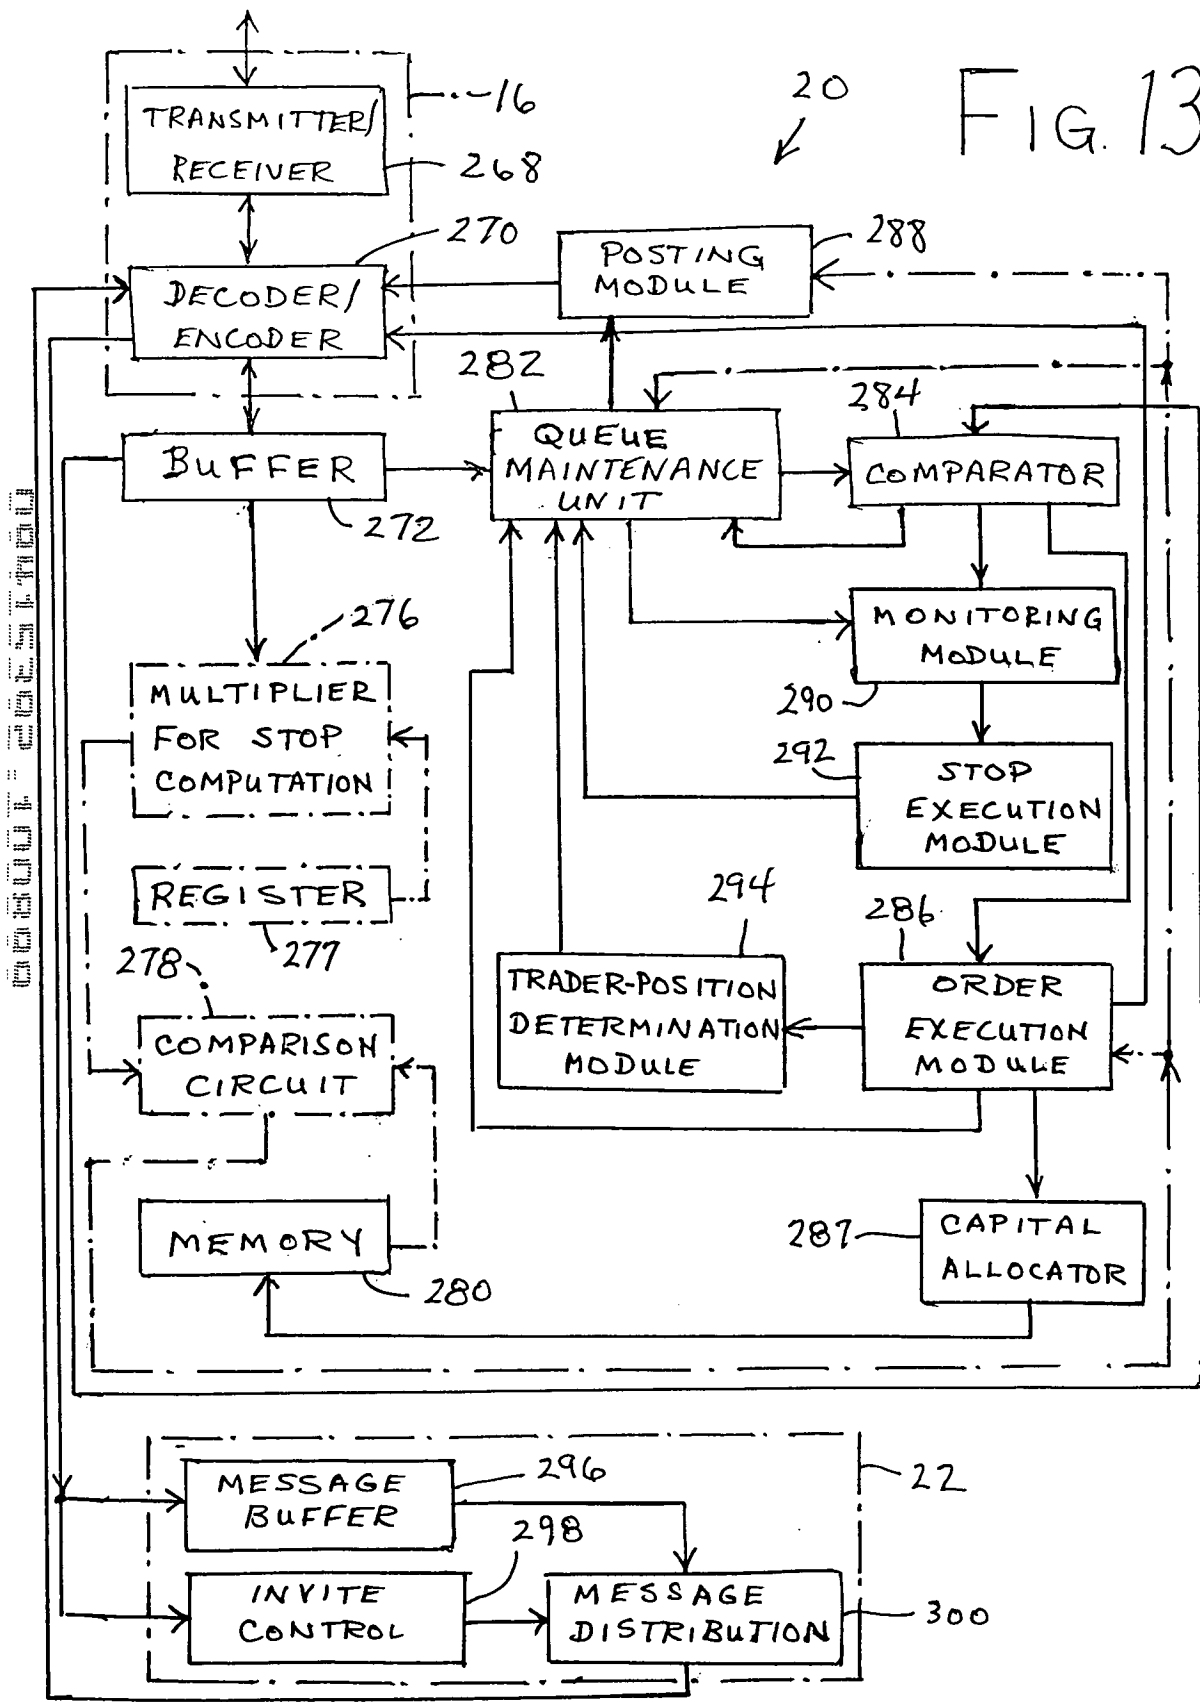 FIG. 13
20
16
TRANSMITTER/
RECEIVER
268
270
DECODER/
ENCODER
POSTING
MODULE
288
282
284
BUFFER
272
QUEUE
MAINTENANCE
UNIT
COMPARATOR
276
MULTIPLIER
FOR STOP
COMPUTATION
MONITORING
MODULE
290
292
STOP
EXECUTION
MODULE
REGISTER
277
278
294
286
TRADER-POSITION
DETERMINATION
MODULE
ORDER
EXECUTION
MODULE
COMPARISON
CIRCUIT
MEMORY
280
287
CAPITAL
ALLOCATOR
MESSAGE
BUFFER
296
22
298
INVITE
CONTROL
MESSAGE
DISTRIBUTION
300